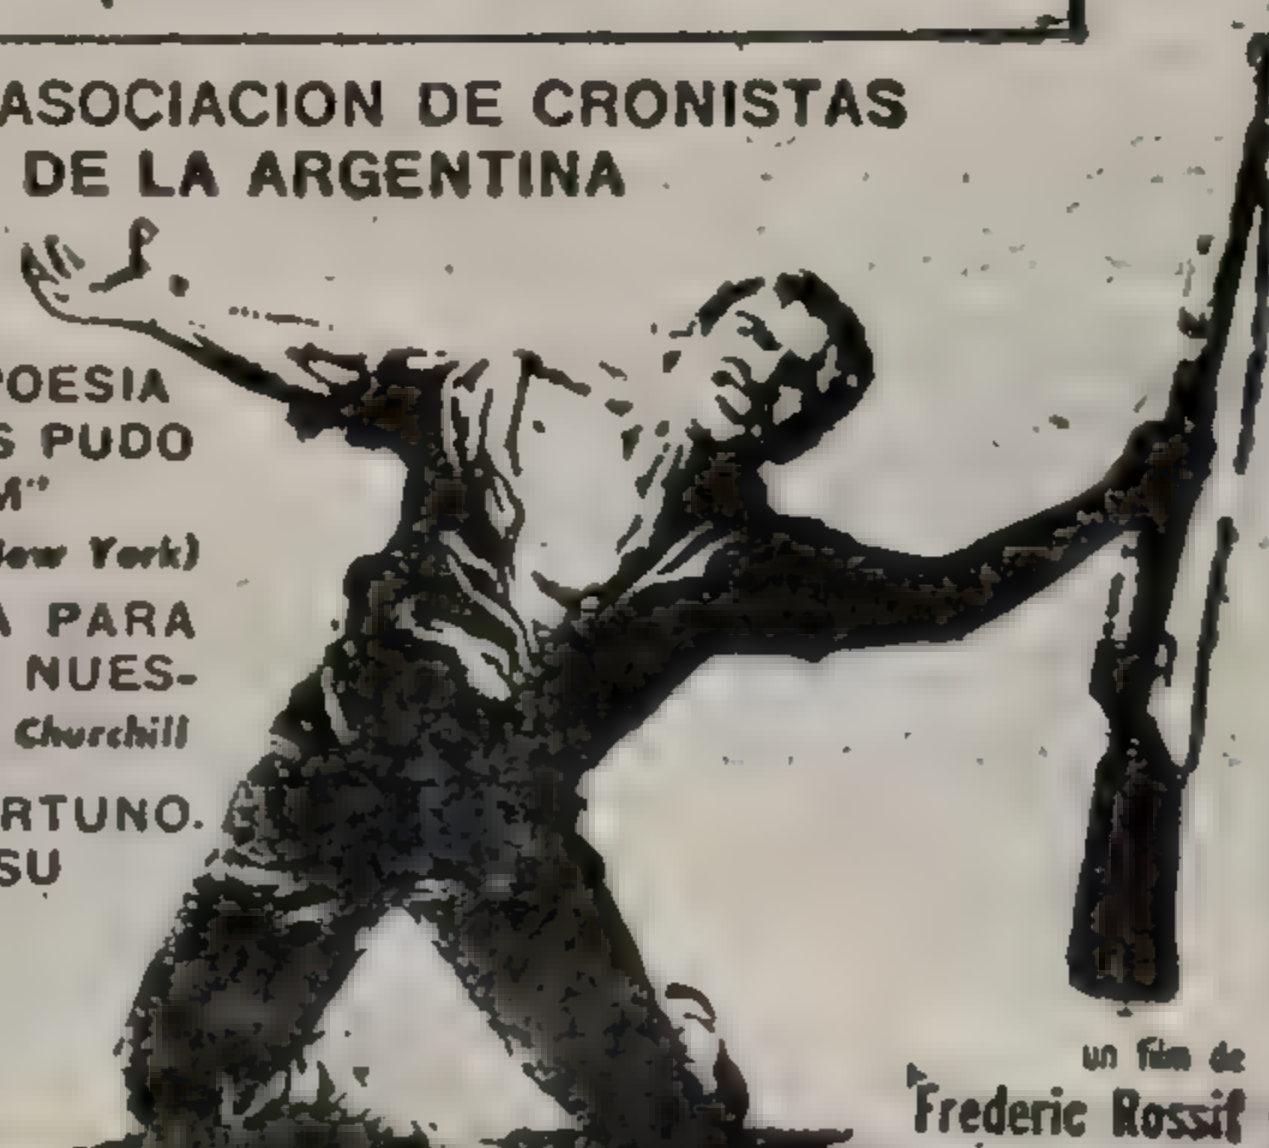 ASOCIACION DE CRONISTAS
DE LA ARGENTINA
POESIA
S PUDO
M"
New York)
A PARA
NUES-
Churchill
RTUNO.
SU
un film de
Frederic Rossif